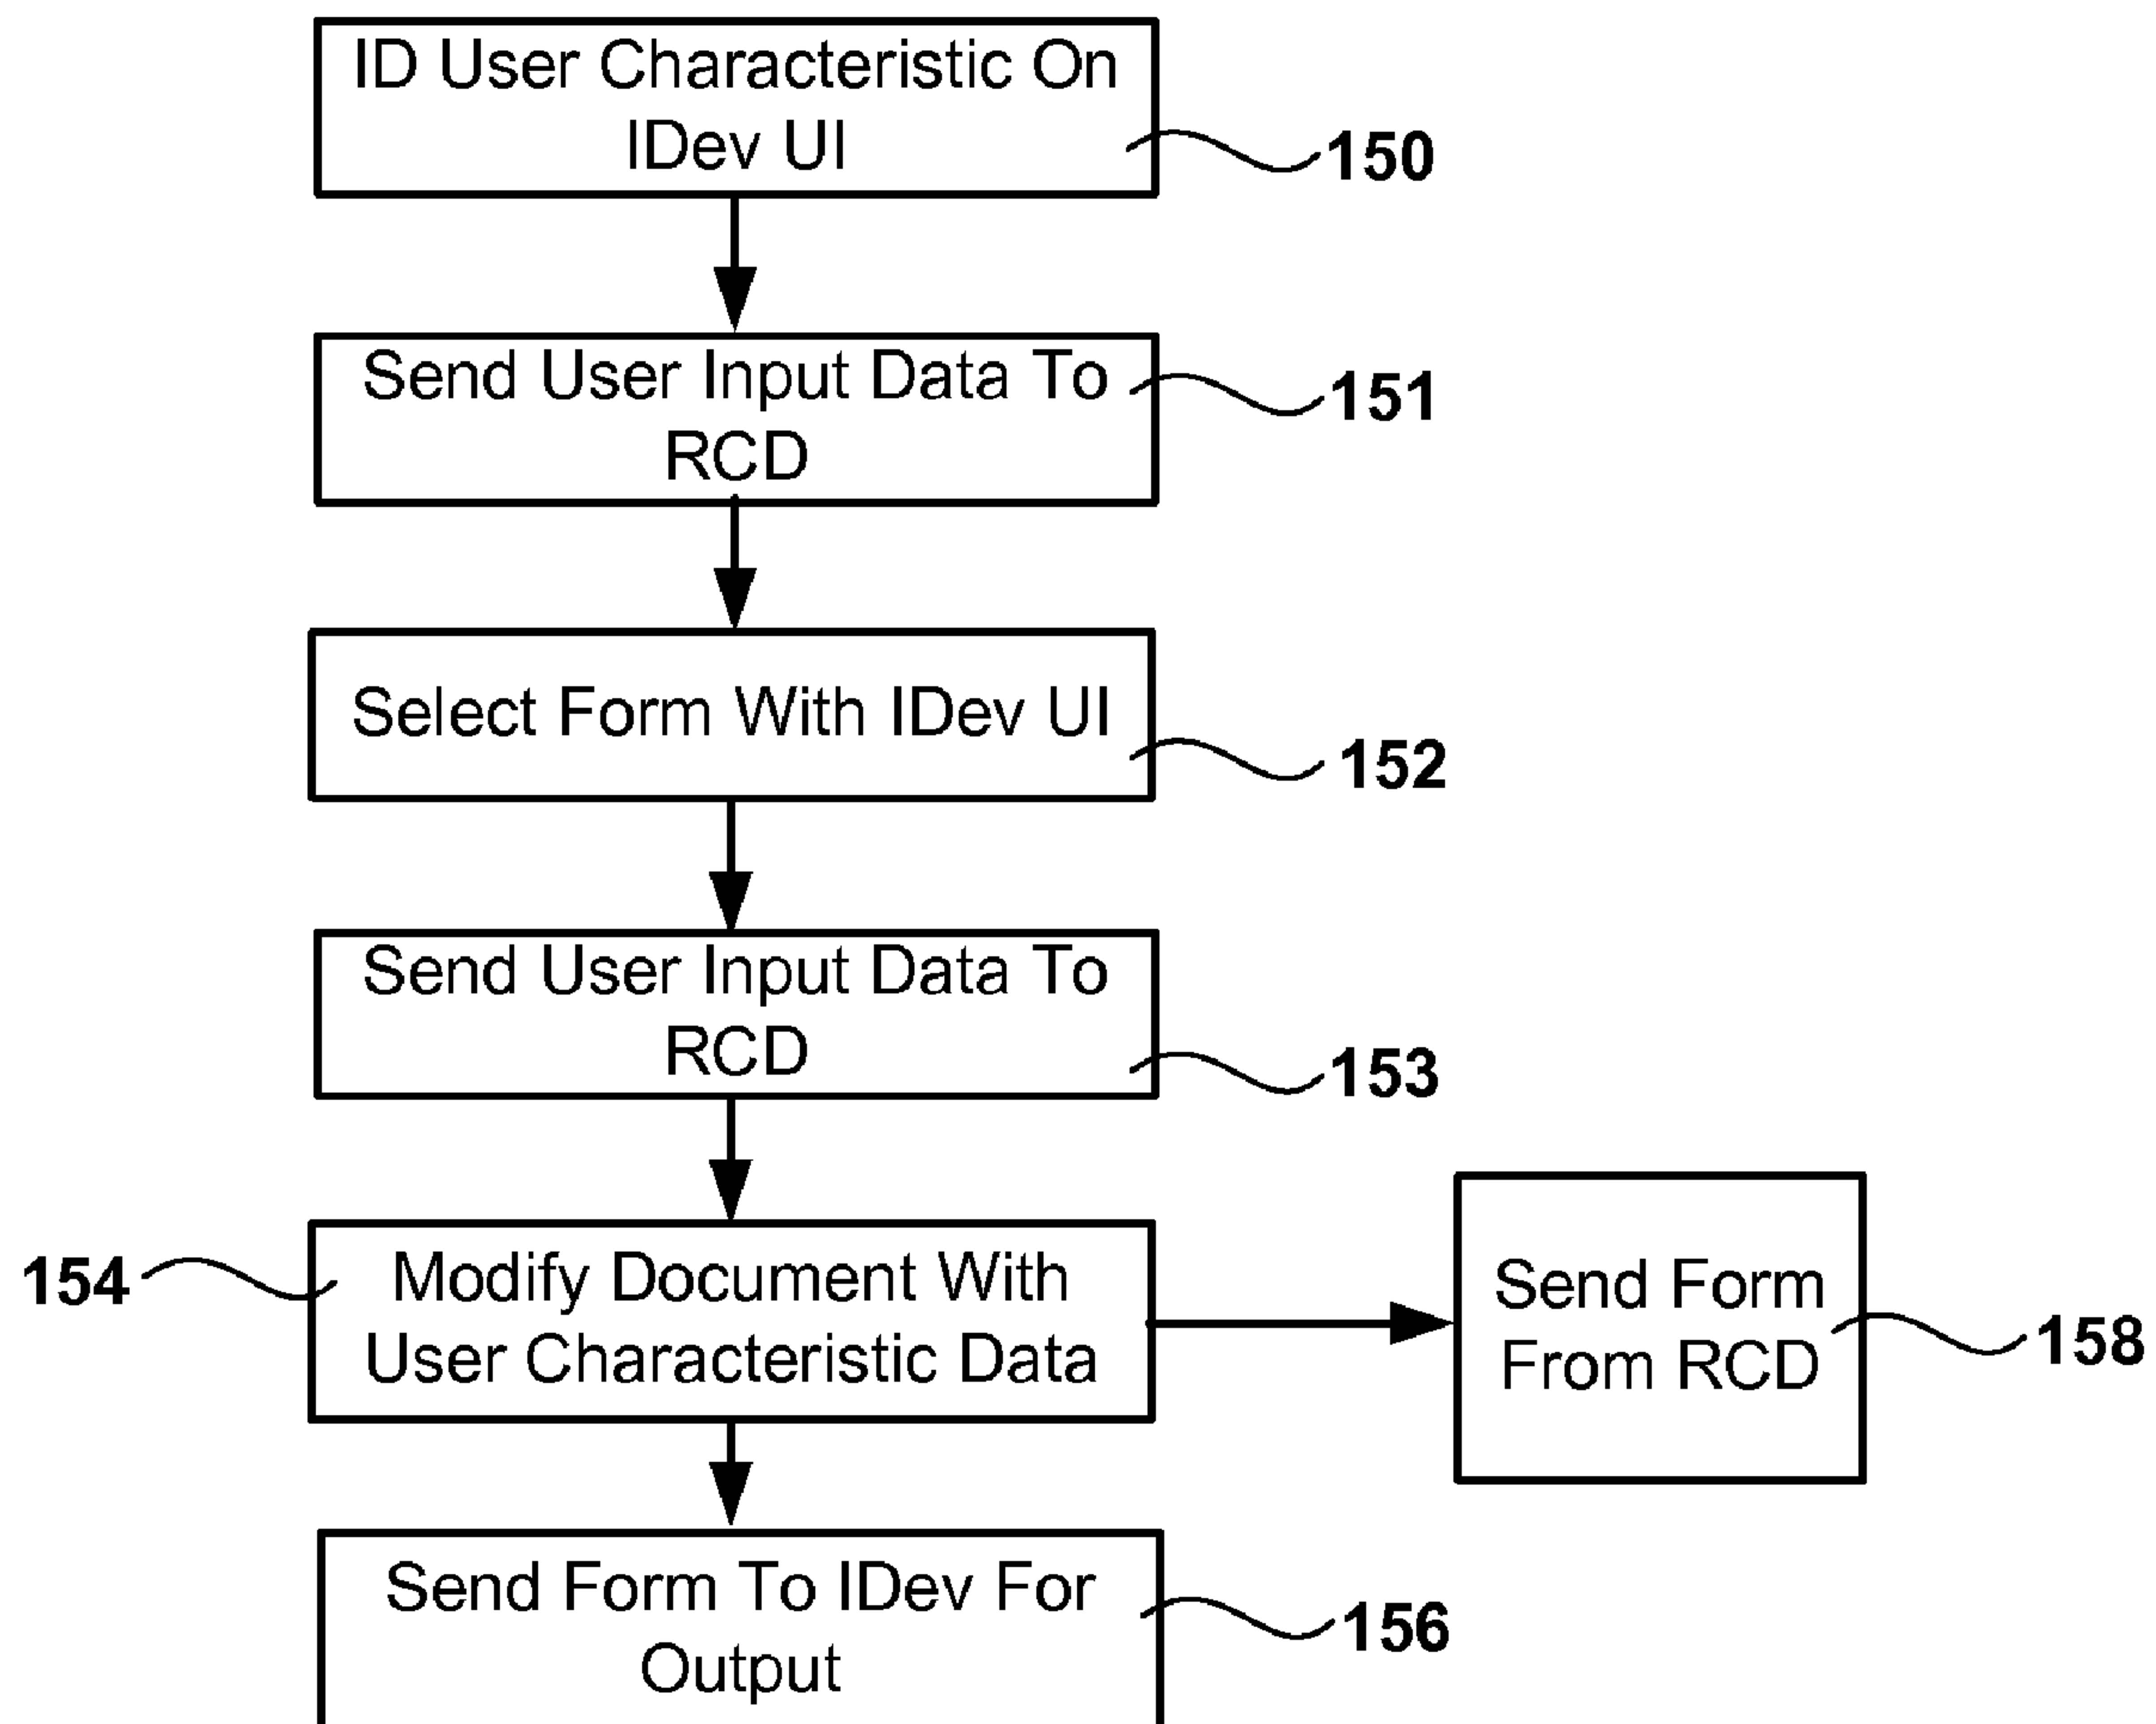 ID User Characteristic On
IDev UI
150
Send User Input Data To
RCD
151
Select Form With IDev UI
152
Send User Input Data To
RCD
153
154
Modify Document With
User Characteristic Data
Send Form
From RCD
158
Send Form To IDev For
Output
156